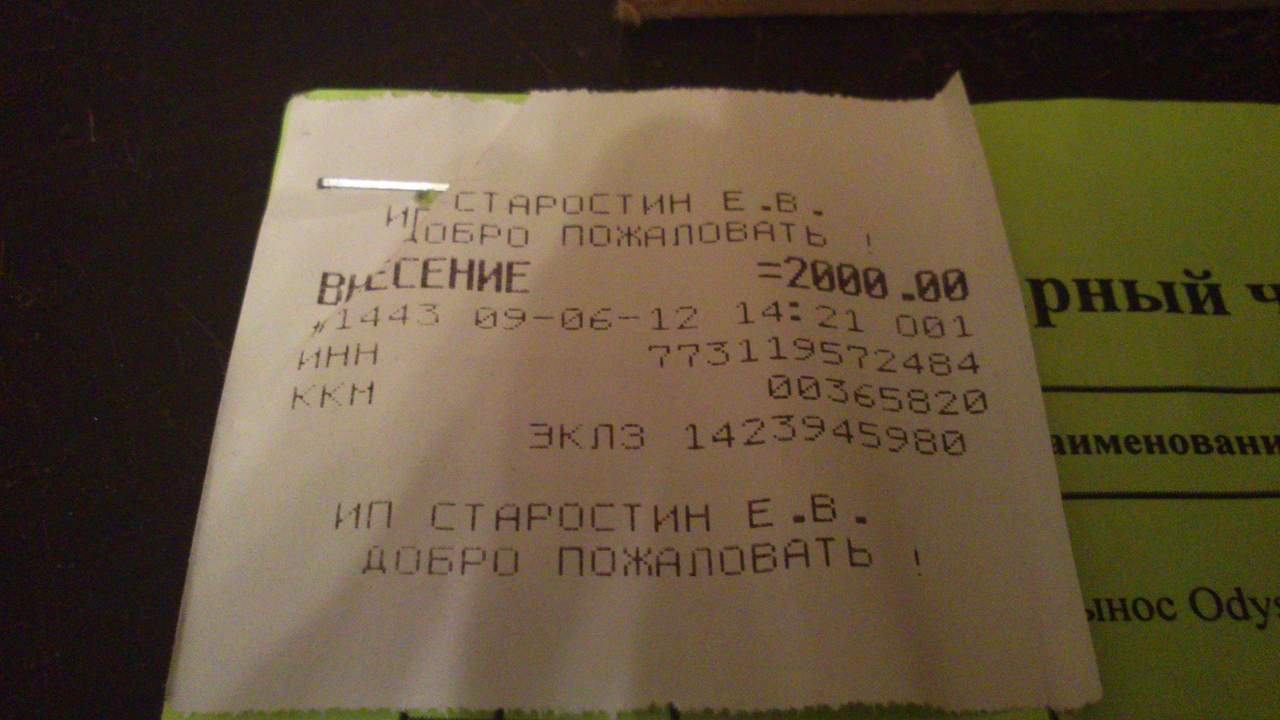 ИП СТАРОСТИН Е.В.
ДОБРО ПОЖАЛОВАТЬ !
ВНЕСЕНИЕ =2000.00
#1443 09-06-12 14:21 001
ИНН 773119572484
ККМ 00365820
ЭКЛЗ 1423945980
ИП СТАРОСТИН Е.В.
ДОБРО ПОЖАЛОВАТЬ !
рный ч
аименовани
ынос Odys